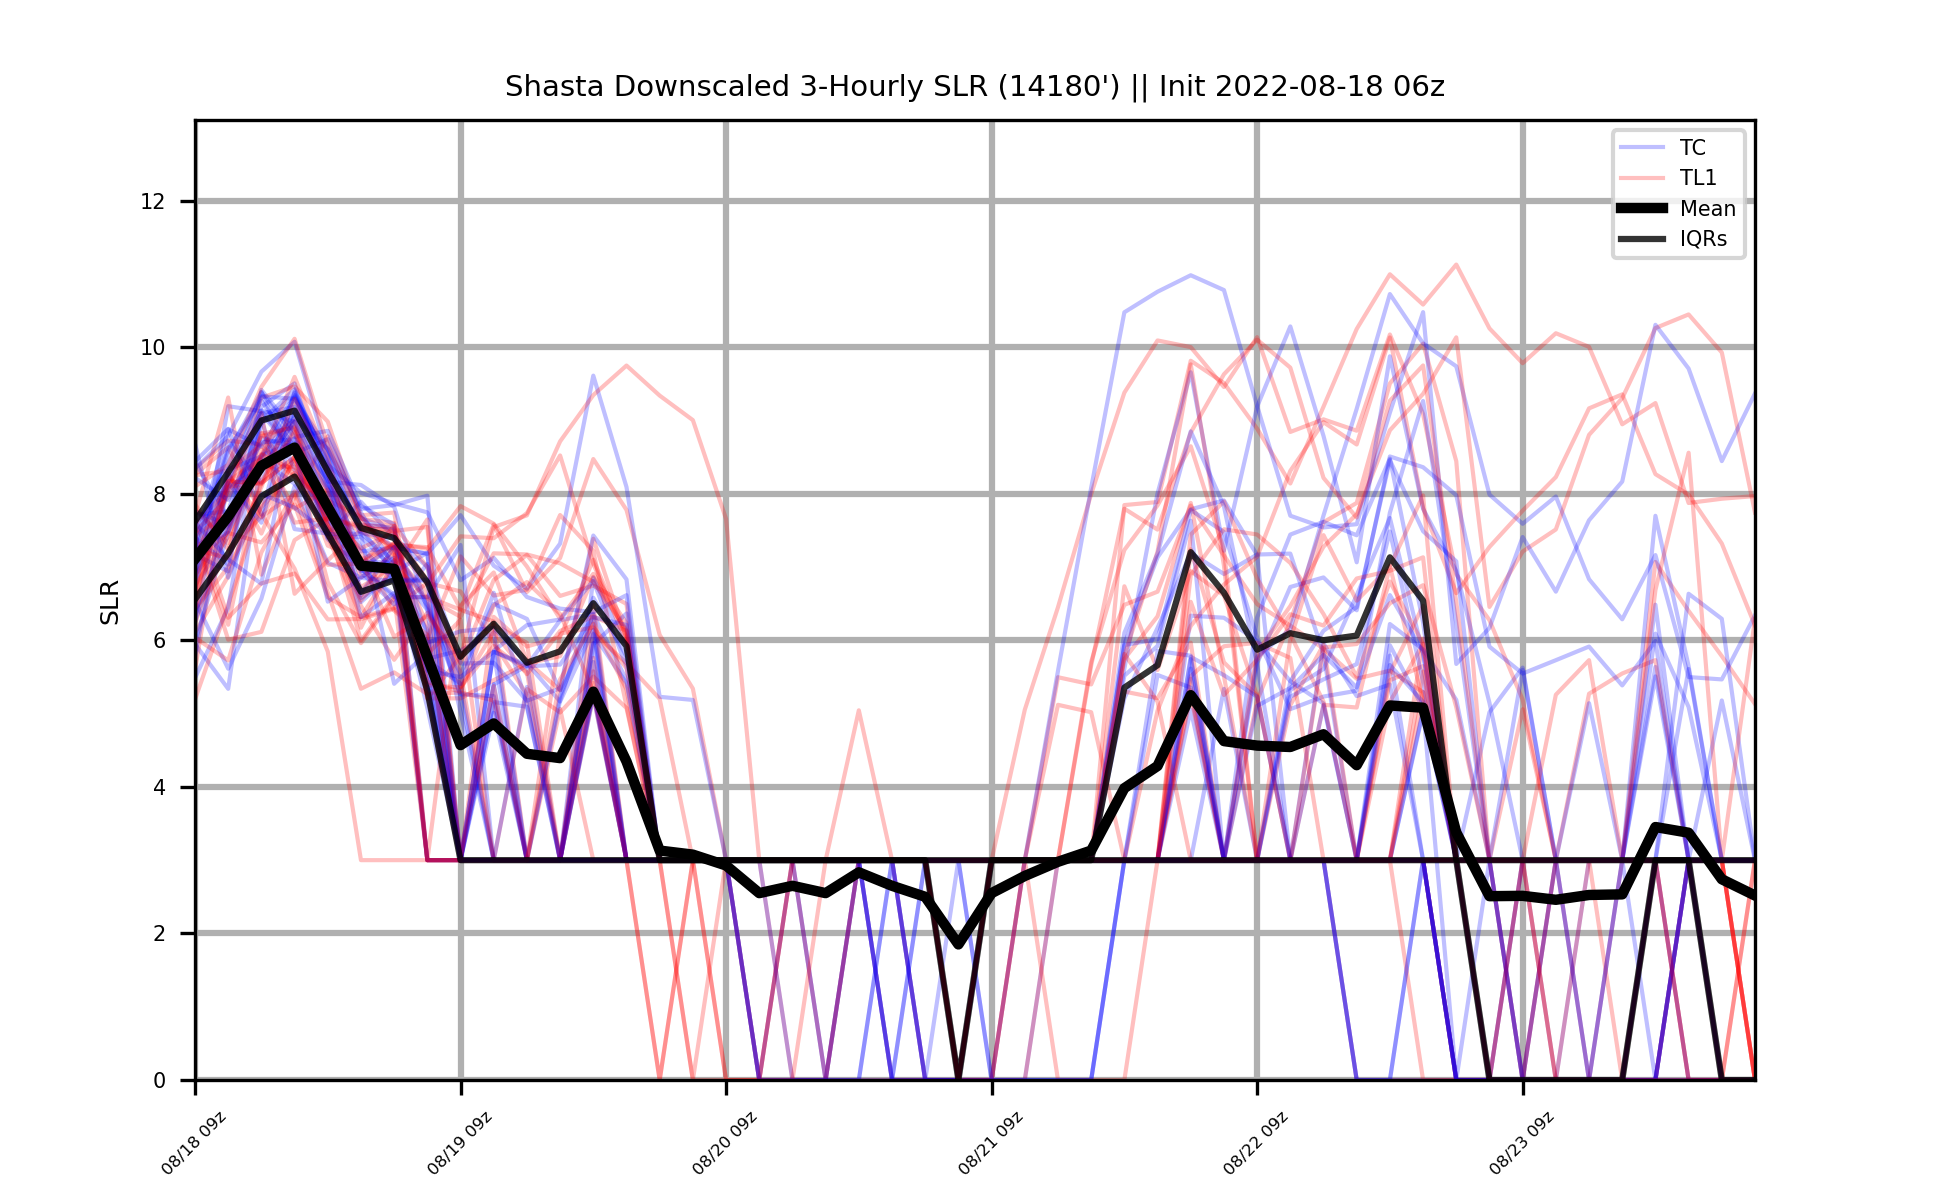 Shasta Downscaled 3-Hourly SLR (14180') || Init 2022-08-18 06z
TC
TL1
Mean
IQRs
SLR
12
10
8
6
4
2
0
08/18 09z
08/19 09z
08/20 09z
08/21 09z
08/22 09z
08/23 09z